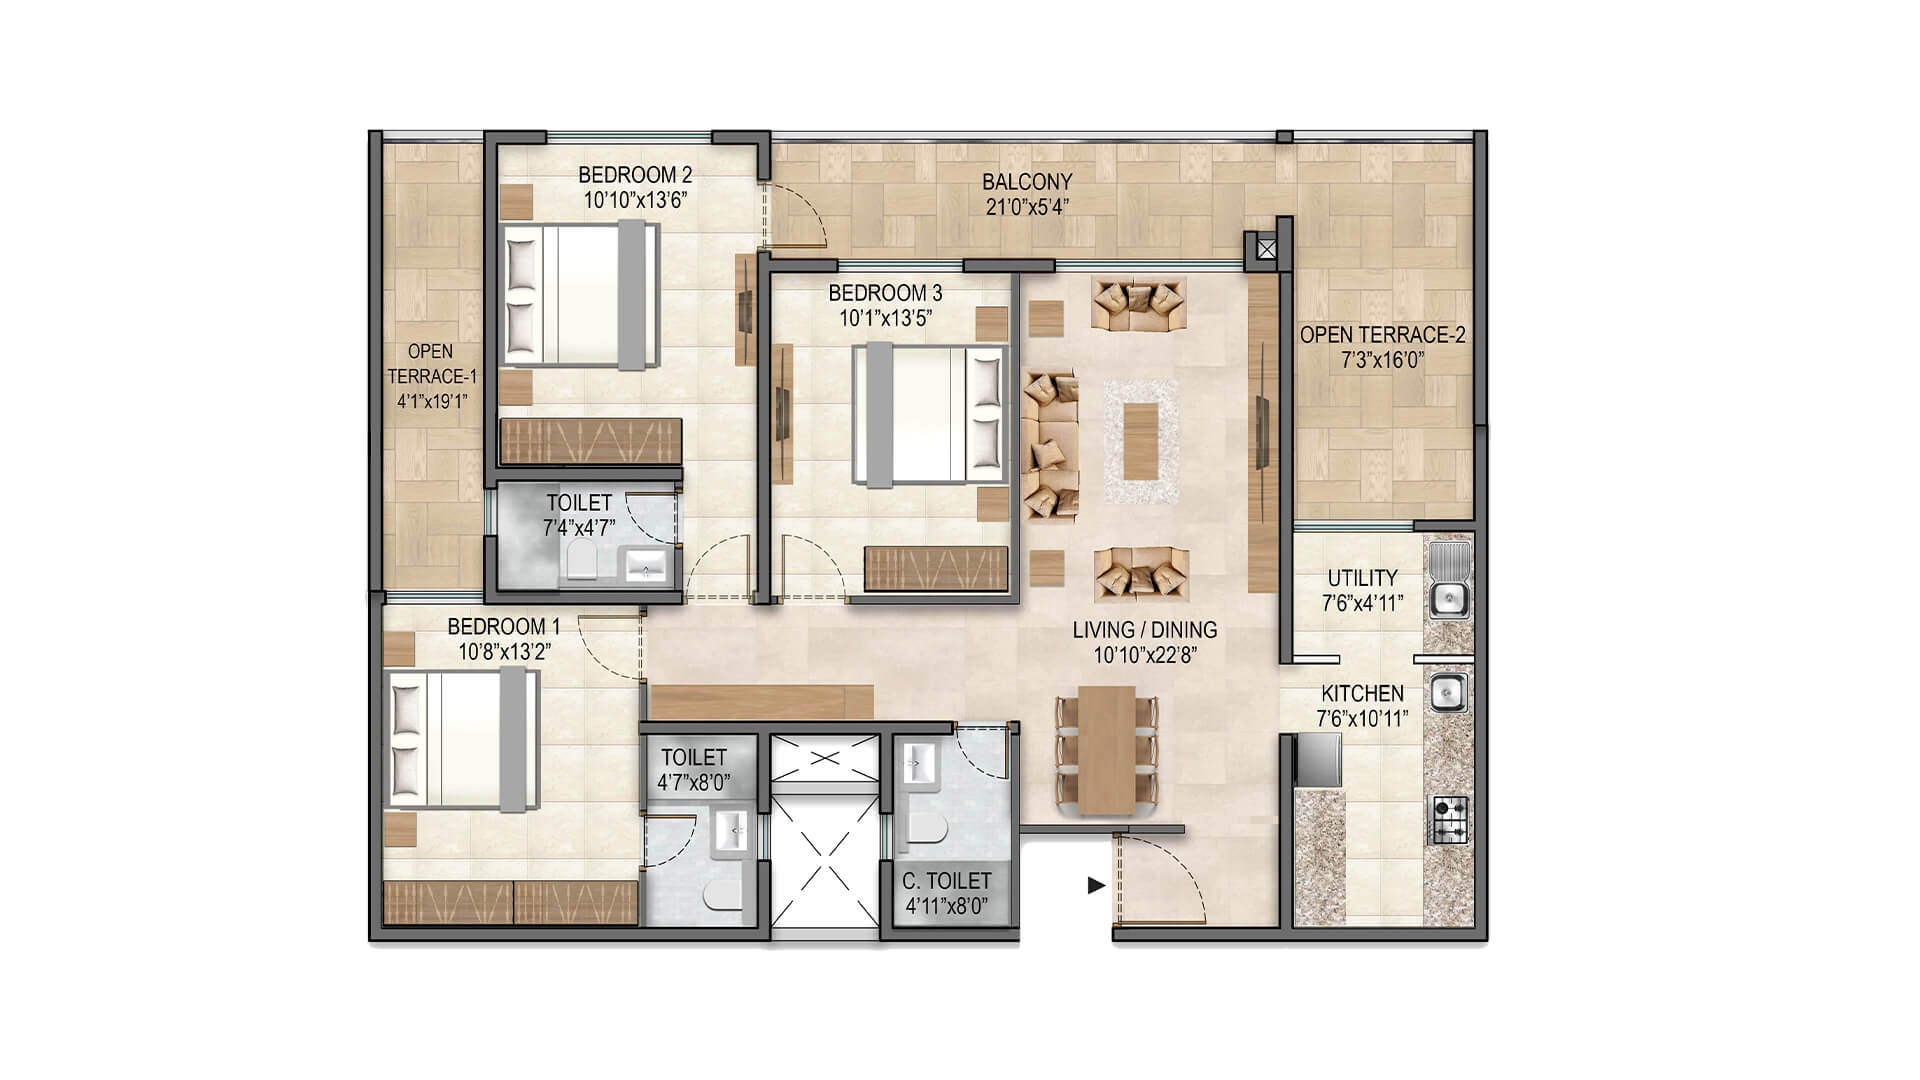 BEDROOM 2
10’10”x13’6”
BALCONY
21’0”x5’4”
BEDROOM 3
10’1”x13’5”
OPEN
TERRACE-1
4’1”x19’1”
OPEN TERRACE-2
7’3”x16’0”
TOILET
7’4”x4’7”
UTILITY
7’6”x4’11”
BEDROOM 1
10’8”x13’2”
LIVING / DINING
10’10”x22’8”
KITCHEN
7’6”x10’11”
TOILET
4’7”x8’0”
C. TOILET
4’11”x8’0”